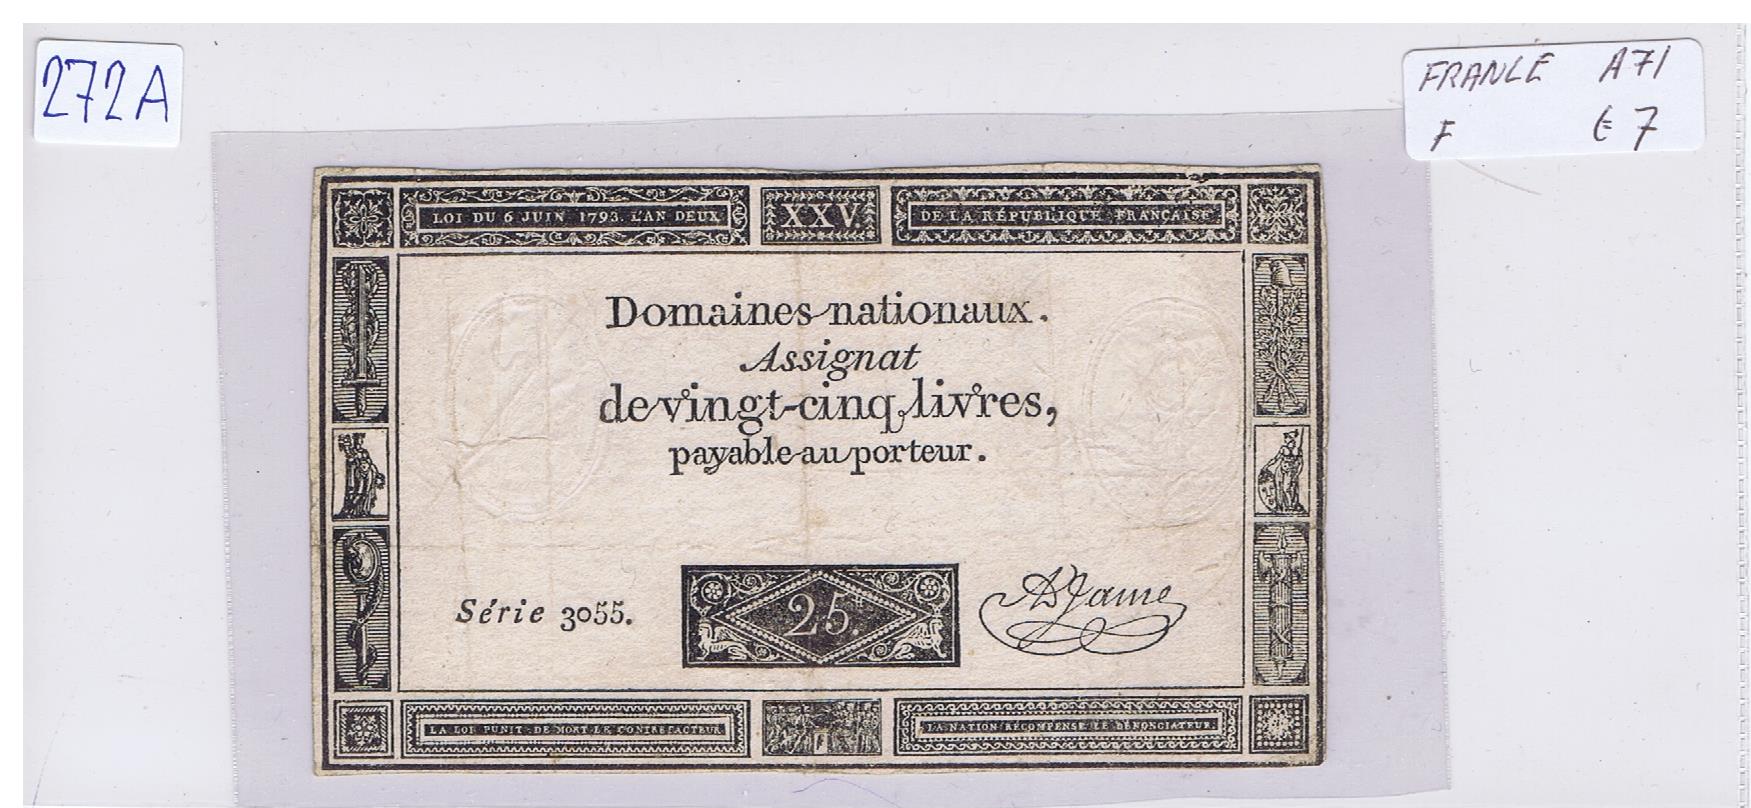 272A
FRANCE A71
F € 7
LOI DU 6 JUIN 1793. L'AN DEUX
XXV.
DE LA RÉPUBLIQUE FRANÇAISE.
Domaines nationaux.
Assignat
de vingt-cinq livres,
payable au porteur.
Série 3055.
25.#
A Jame
LA LOI PUNIT DE MORT LE CONTREFACTEUR
F
LA NATION RÉCOMPENSE LE DÉNONCIATEUR